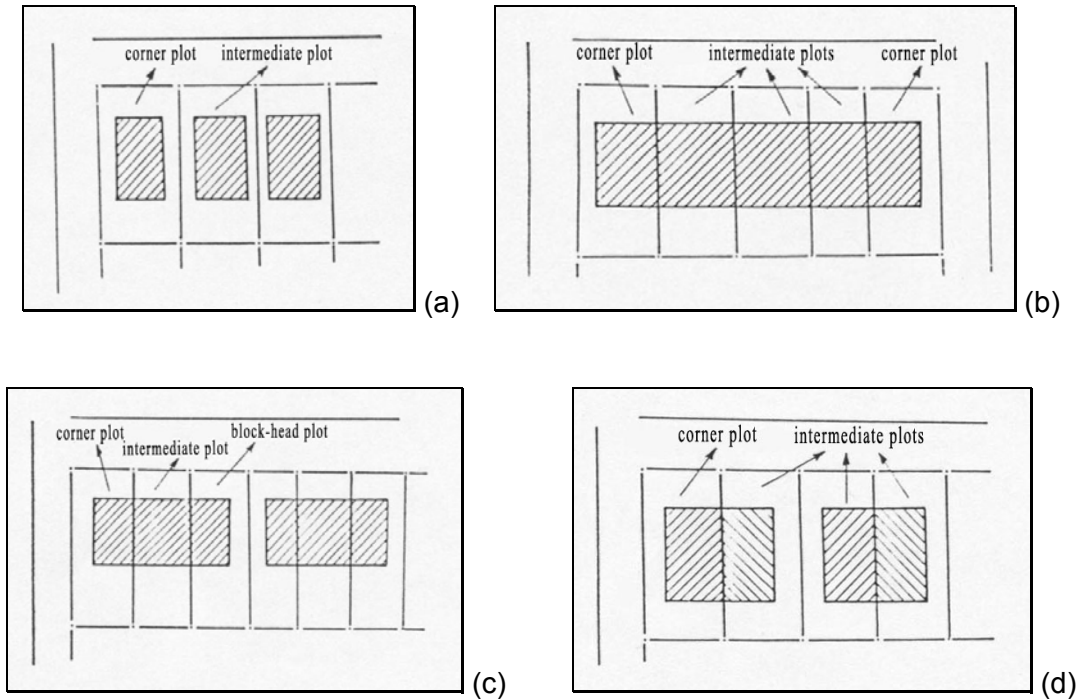 corner plot intermediate plot
(a)
corner plot intermediate plots corner plot
(b)
corner plot block-head plot
intermediate plot
(c)
corner plot intermediate plots
(d)